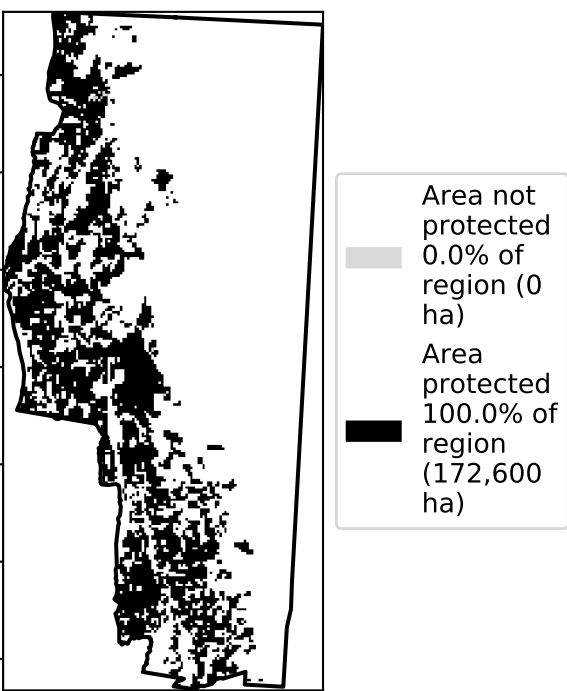 Area not
protected
0.0% of
region (0
ha)
Area
protected
100.0% of
region
(172,600
ha)